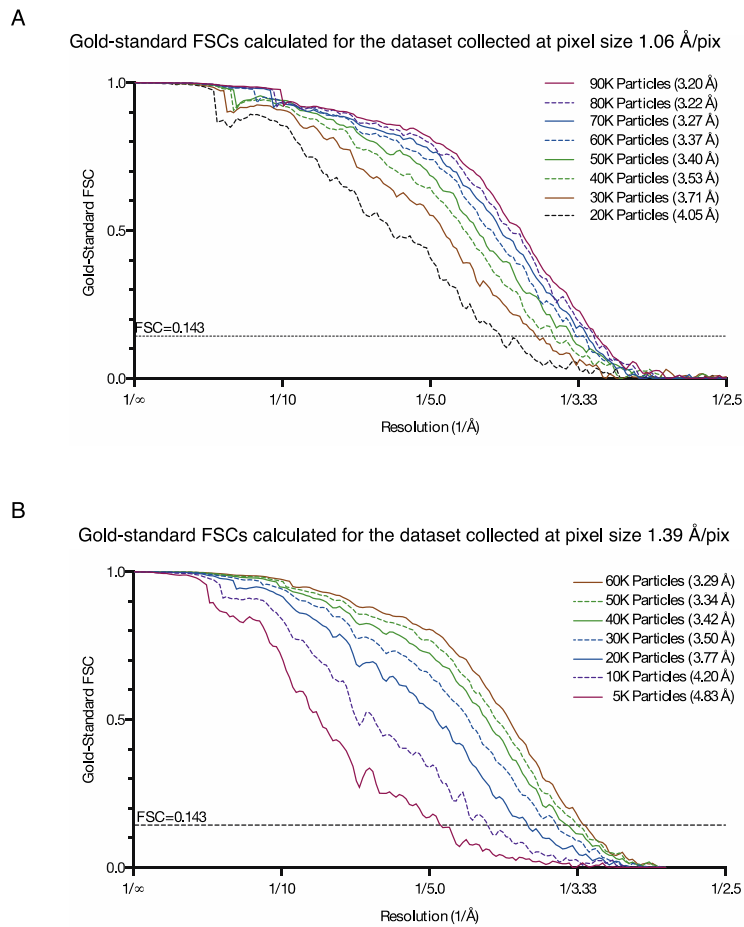 A
Gold-standard FSCs calculated for the dataset collected at pixel size 1.06 Å/pix
1.0
0.5
0.0
Gold-Standard FSC
FSC=0.143
90K Particles (3.20 Å)
80K Particles (3.22 Å)
70K Particles (3.27 Å)
60K Particles (3.37 Å)
50K Particles (3.40 Å)
40K Particles (3.53 Å)
30K Particles (3.71 Å)
20K Particles (4.05 Å)
1/∞ 1/10 1/5.0 1/3.33 1/2.5
Resolution (1/Å)
B
Gold-standard FSCs calculated for the dataset collected at pixel size 1.39 Å/pix
1.0
0.5
0.0
Gold-Standard FSC
FSC=0.143
60K Particles (3.29 Å)
50K Particles (3.34 Å)
40K Particles (3.42 Å)
30K Particles (3.50 Å)
20K Particles (3.77 Å)
10K Particles (4.20 Å)
5K Particles (4.83 Å)
1/∞ 1/10 1/5.0 1/3.33 1/2.5
Resolution (1/Å)